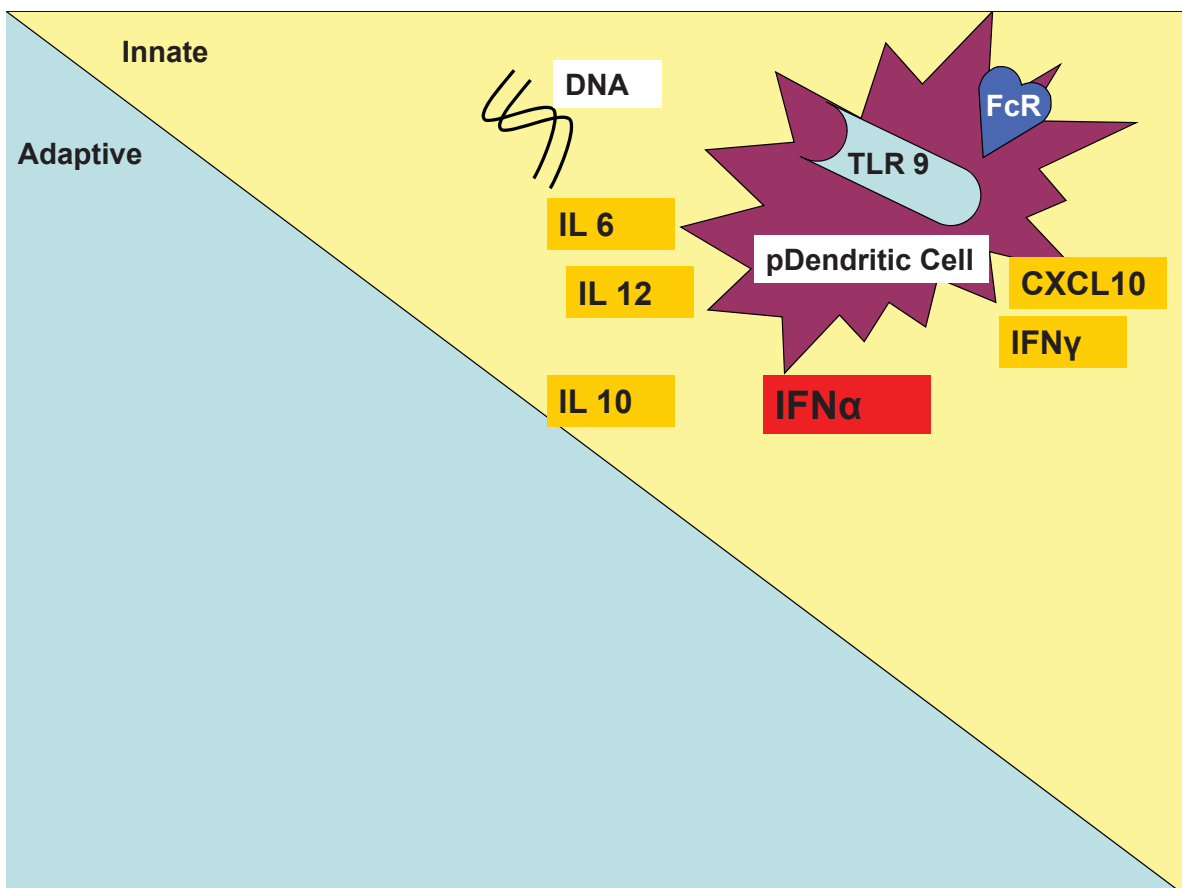 Innate
Adaptive
DNA
FcR
TLR 9
IL 6
pDendritic Cell
IL 12
CXCL10
IFNγ
IL 10
IFNα